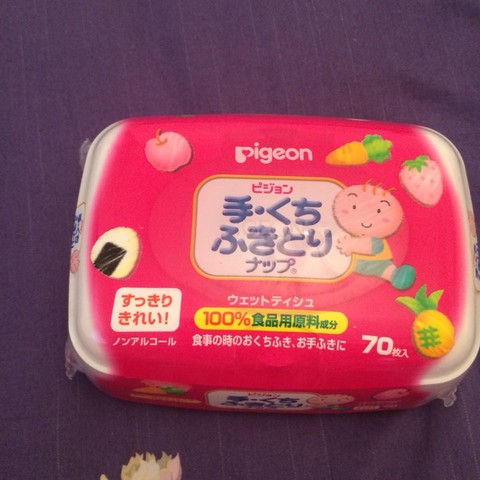 Pigeon
ピジョン
手・くち
ふきとり
ナップ®
すっきり
きれい!
ノンアルコール
ウェットティシュ
100%食品用原料成分
食事の時のおくちふき、お手ふきに
70枚入